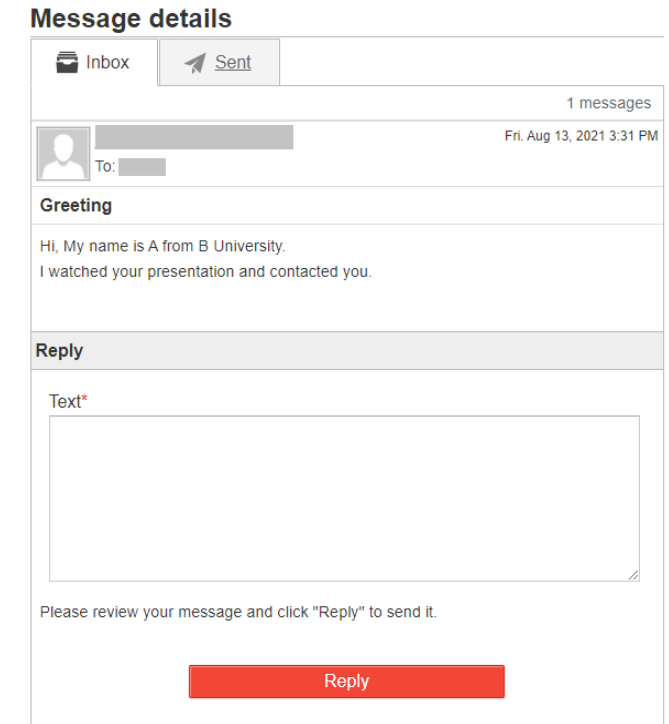 Message details
Inbox
Sent
1 messages
Fri. Aug 13, 2021 3:31 PM
To:
Greeting
Hi, My name is A from B University.
I watched your presentation and contacted you.
Reply
Text*
Please review your message and click "Reply" to send it.
Reply